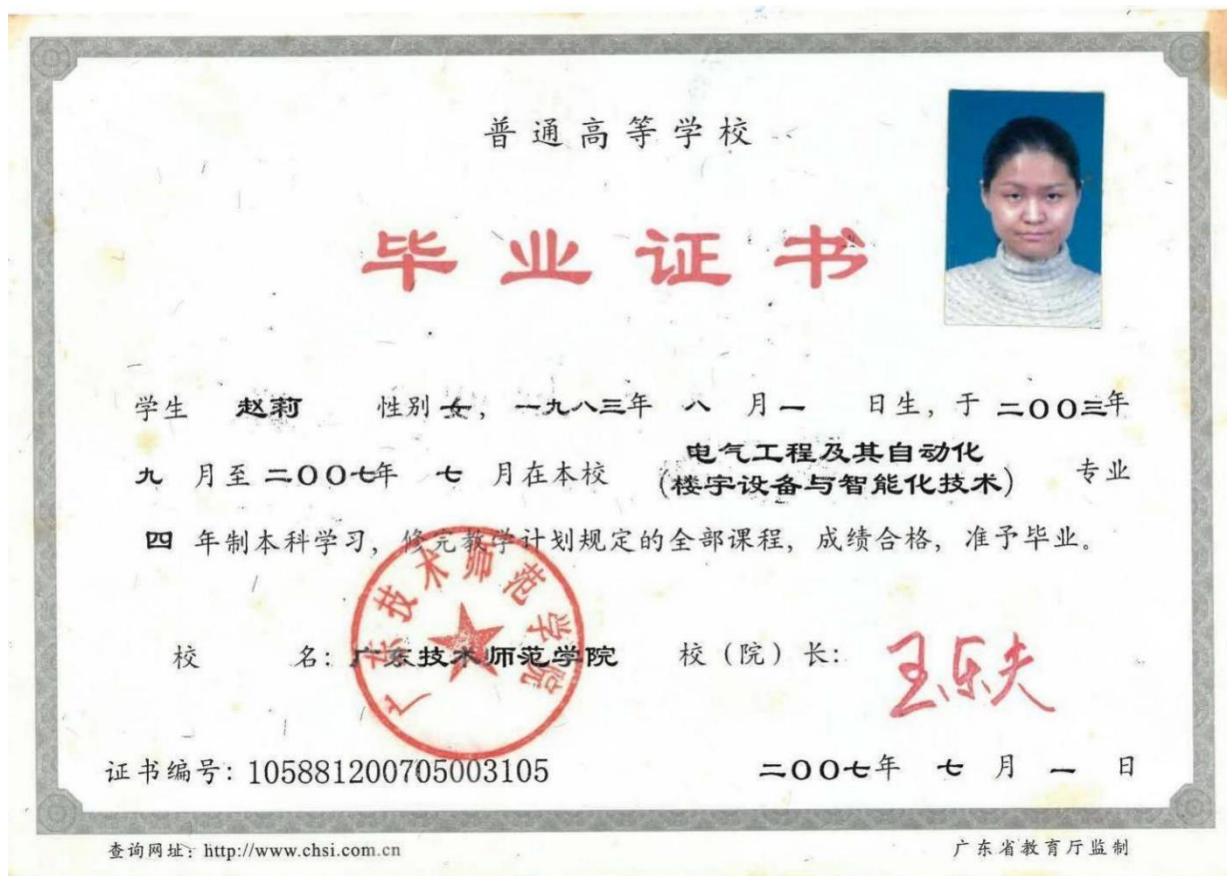 普通高等学校
毕业证书
学生 赵莉 性别 女, 一九八三年 八 月 一 日生, 于 二OO三年
九 月至 二OO七年 七 月在本校 电气工程及其自动化 (楼宇设备与智能化技术) 专业
四 年制本科学习, 修完教学计划规定的全部课程, 成绩合格, 准予毕业。
广东技术师范学院
校 名: 广东技术师范学院 校 (院) 长: 王乐夫
证书编号: 105881200705003105 二OO七年 七 月 一 日
查询网址: http://www.chsi.com.cn 广东省教育厅监制